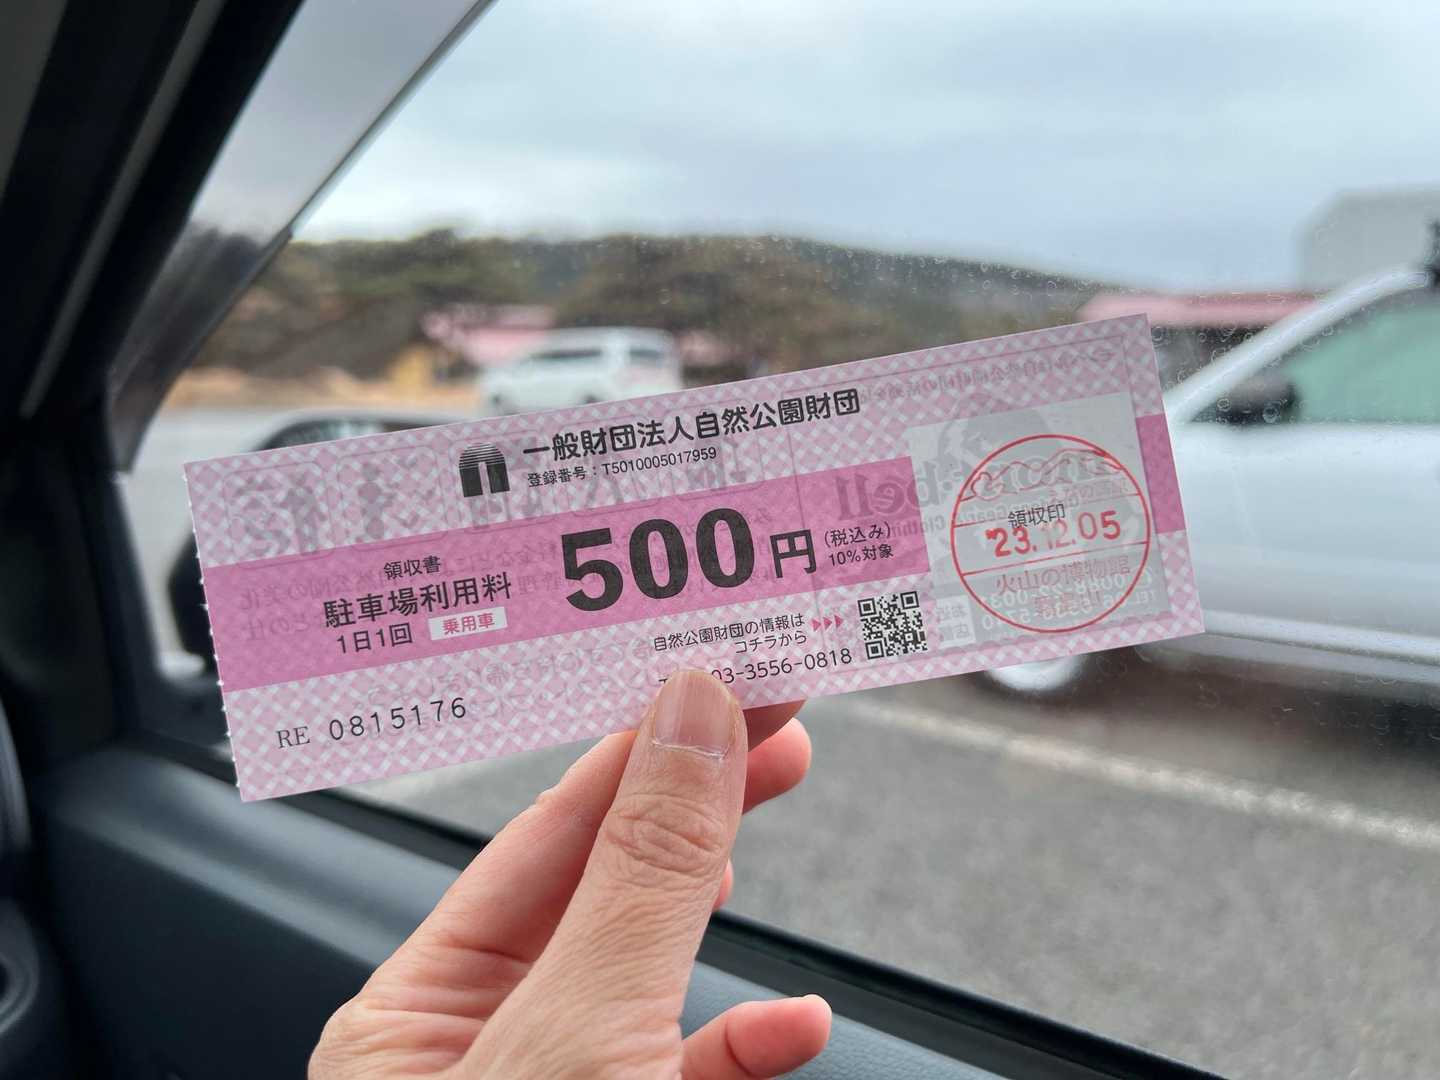 一般財団法人自然公園財団
登録番号：T5010005017959
領収書
駐車場利用料
1日1回 乗用車
500円
(税込み)
10%対象
自然公園財団の情報は
コチラから
03-3556-0818
RE 0815176
領収印
'23.12.05
火山の博物館